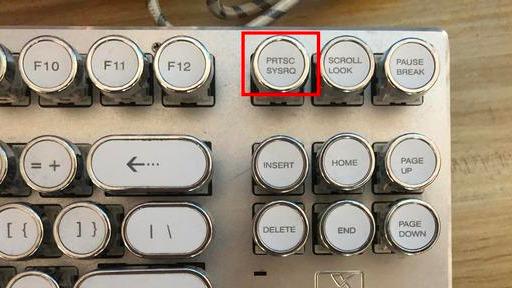 F10 F11 F12 PRTSC SYSRQ SCROLL LOOK PAUSE BREAK
= + ←··· INSERT HOME PAGE UP
[ { ] } | \ DELETE END PAGE DOWN